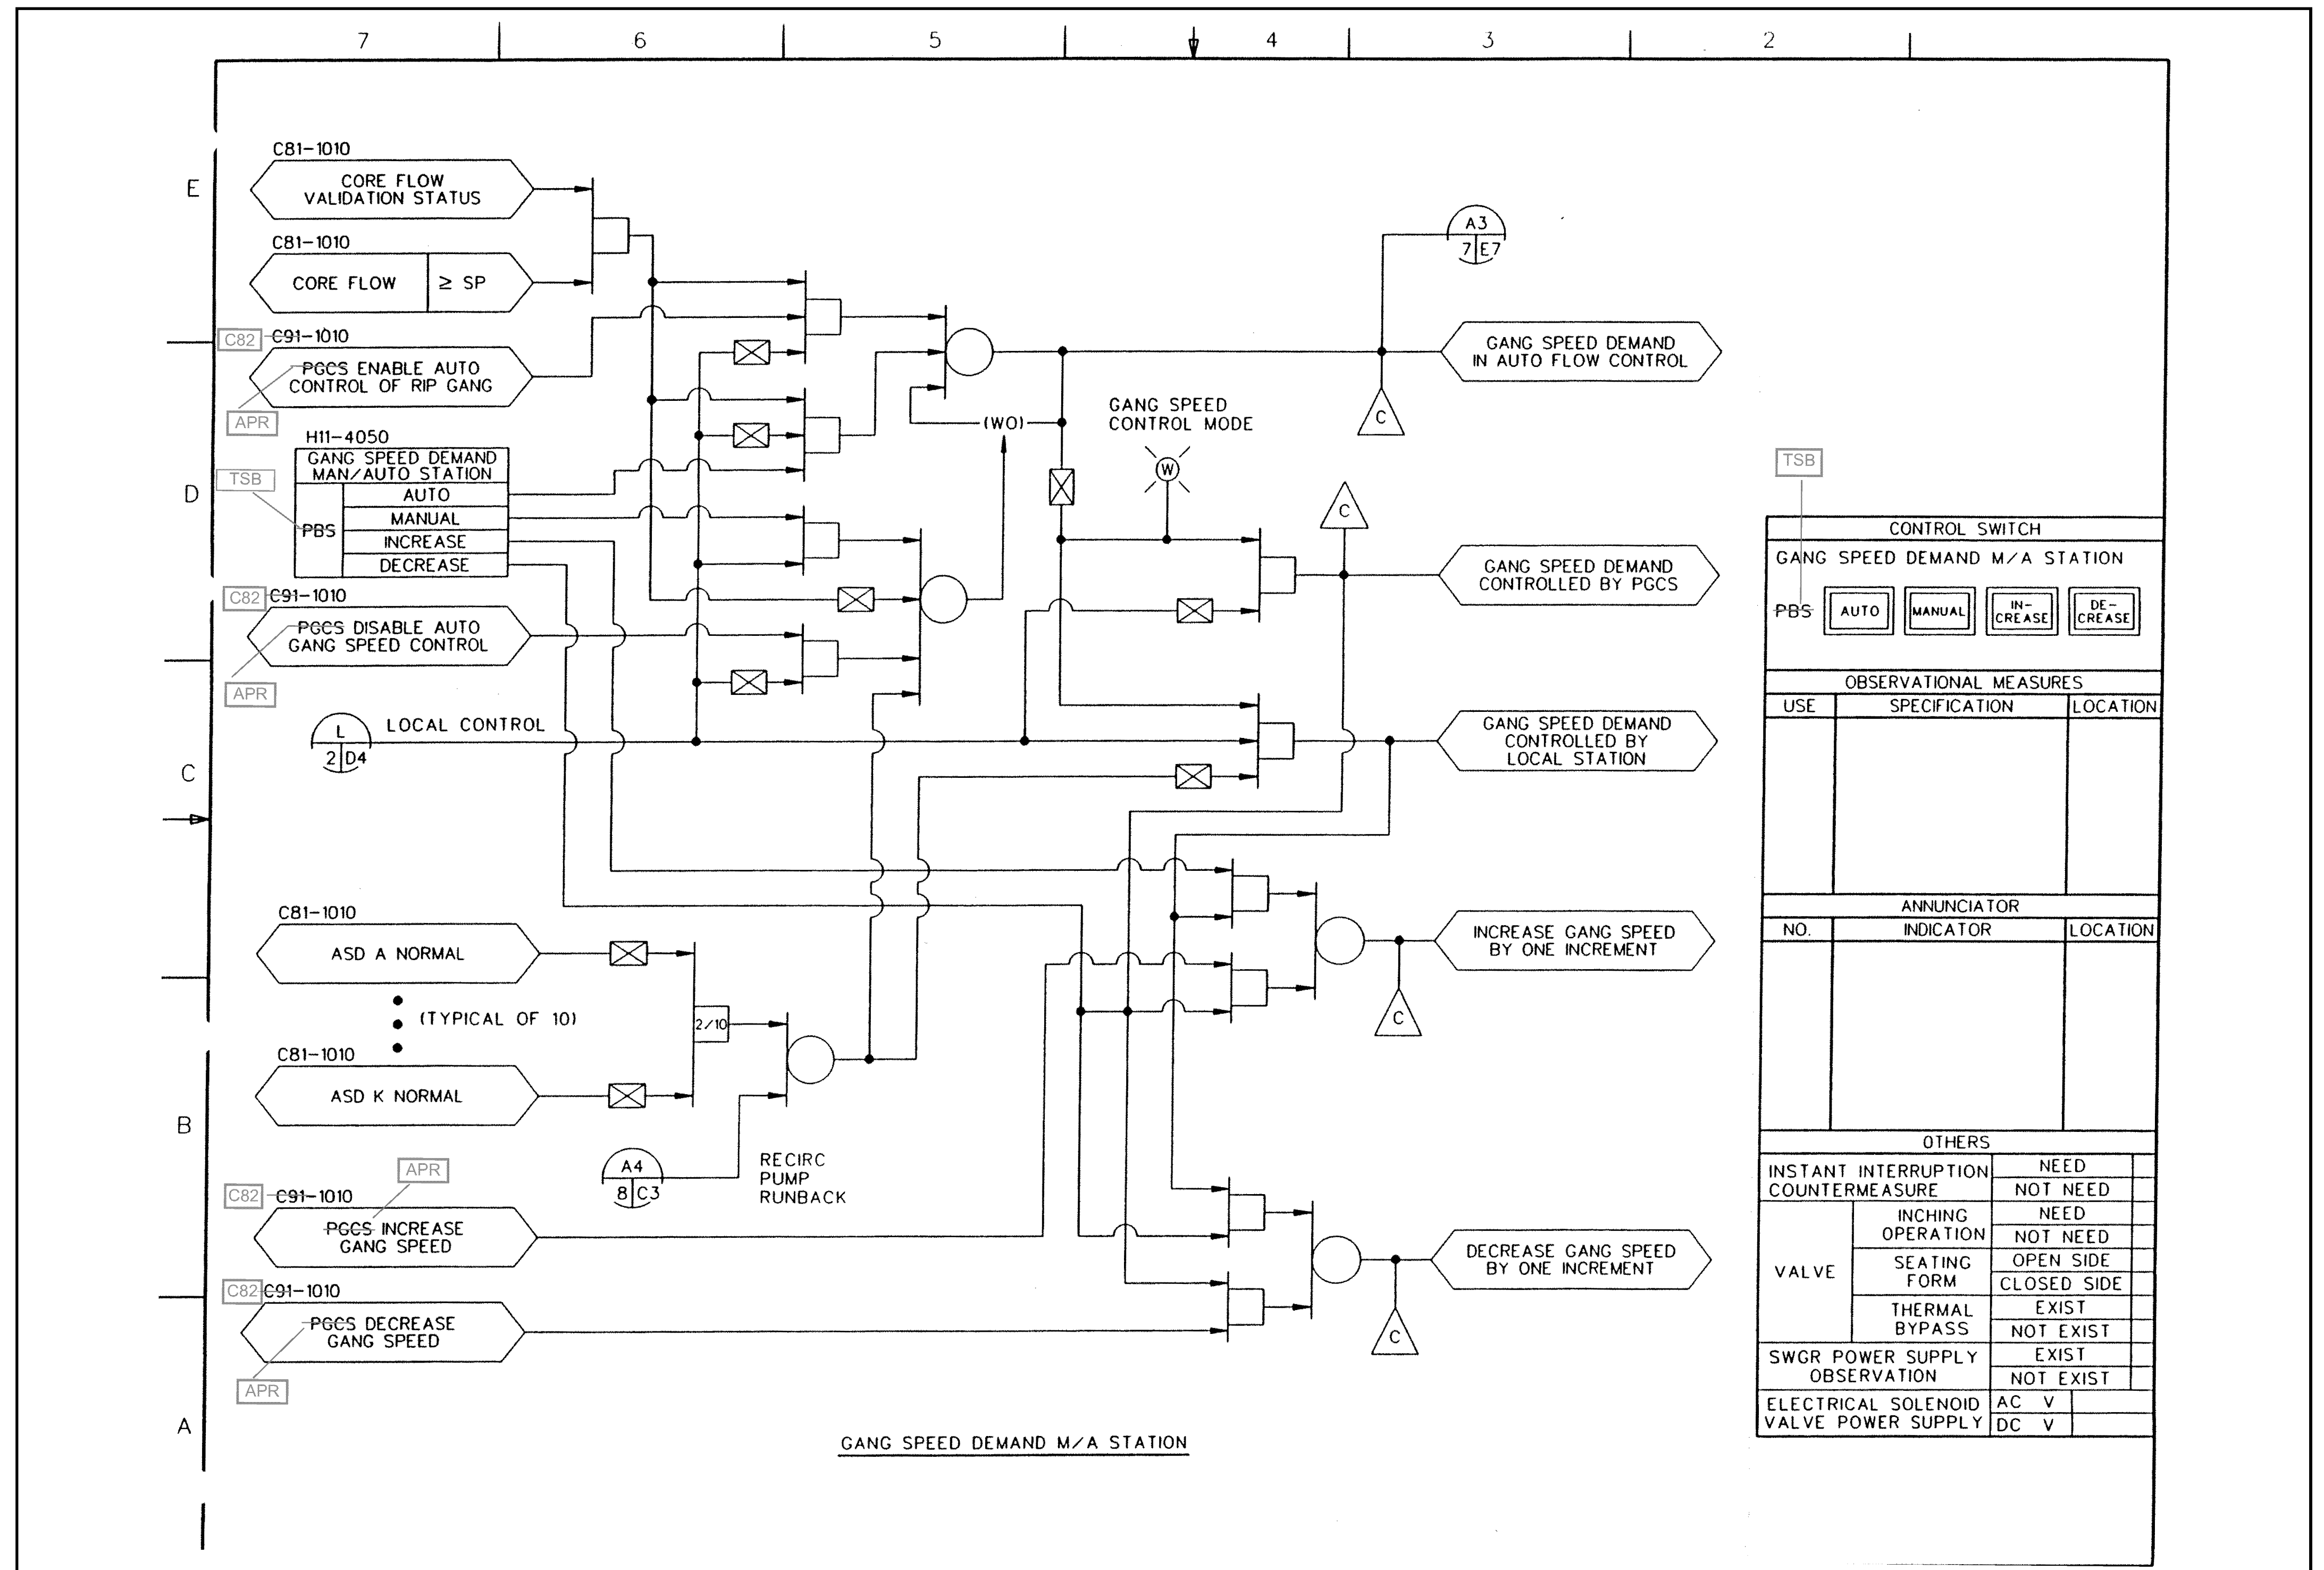 7 6 5 4 3 2
E
D
C
B
A
C81-1010
CORE FLOW
VALIDATION STATUS
C81-1010
CORE FLOW ≥ SP
C82 C91-1010
PGCS ENABLE AUTO
CONTROL OF RIP GANG
APR
H11-4050
GANG SPEED DEMAND
MAN/AUTO STATION
TSB
PBS
AUTO
MANUAL
INCREASE
DECREASE
C82 C91-1010
PGCS DISABLE AUTO
GANG SPEED CONTROL
APR
L
2 D4
LOCAL CONTROL
C81-1010
ASD A NORMAL
(TYPICAL OF 10)
C81-1010
ASD K NORMAL
2/10
A4
8 C3
RECIRC
PUMP
RUNBACK
APR
C82 C91-1010
PGCS INCREASE
GANG SPEED
C82 C91-1010
PGCS DECREASE
GANG SPEED
APR
(WO)
GANG SPEED
CONTROL MODE
W
A3
7 E7
GANG SPEED DEMAND
IN AUTO FLOW CONTROL
C
C
GANG SPEED DEMAND
CONTROLLED BY PGCS
GANG SPEED DEMAND
CONTROLLED BY
LOCAL STATION
INCREASE GANG SPEED
BY ONE INCREMENT
C
DECREASE GANG SPEED
BY ONE INCREMENT
C
GANG SPEED DEMAND M/A STATION
TSB
CONTROL SWITCH
GANG SPEED DEMAND M/A STATION
PBS AUTO MANUAL IN-
CREASE DE-
CREASE
OBSERVATIONAL MEASURES
USE SPECIFICATION LOCATION
ANNUNCIATOR
NO. INDICATOR LOCATION
OTHERS
INSTANT INTERRUPTION
COUNTERMEASURE
NEED
NOT NEED
VALVE
INCHING
OPERATION
NEED
NOT NEED
SEATING
FORM
OPEN SIDE
CLOSED SIDE
THERMAL
BYPASS
EXIST
NOT EXIST
SWGR POWER SUPPLY
OBSERVATION
EXIST
NOT EXIST
ELECTRICAL SOLENOID
VALVE POWER SUPPLY
AC V
DC V